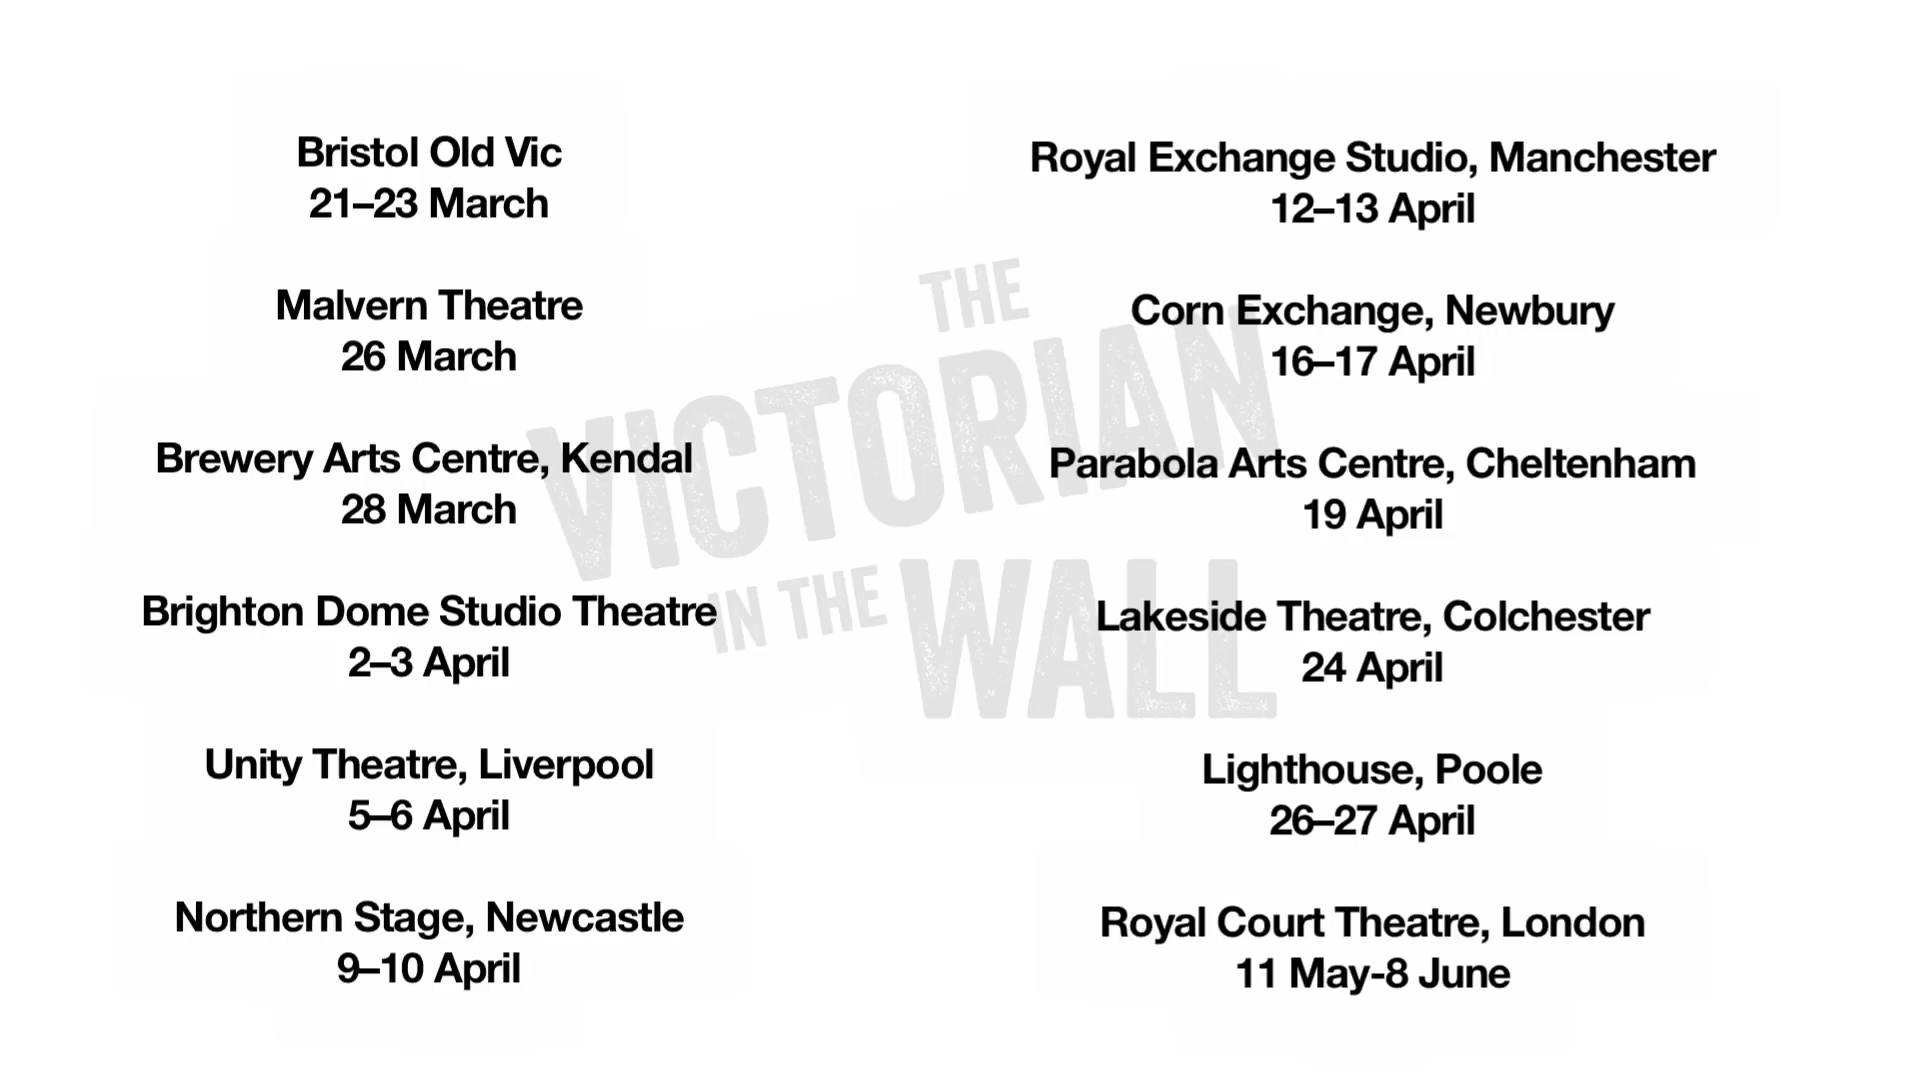 Bristol Old Vic
21–23 March
Malvern Theatre
26 March
Brewery Arts Centre, Kendal
28 March
Brighton Dome Studio Theatre
2–3 April
Unity Theatre, Liverpool
5–6 April
Northern Stage, Newcastle
9–10 April
THE
VICTORIAN
IN THE WALL
Royal Exchange Studio, Manchester
12–13 April
Corn Exchange, Newbury
16–17 April
Parabola Arts Centre, Cheltenham
19 April
Lakeside Theatre, Colchester
24 April
Lighthouse, Poole
26–27 April
Royal Court Theatre, London
11 May-8 June